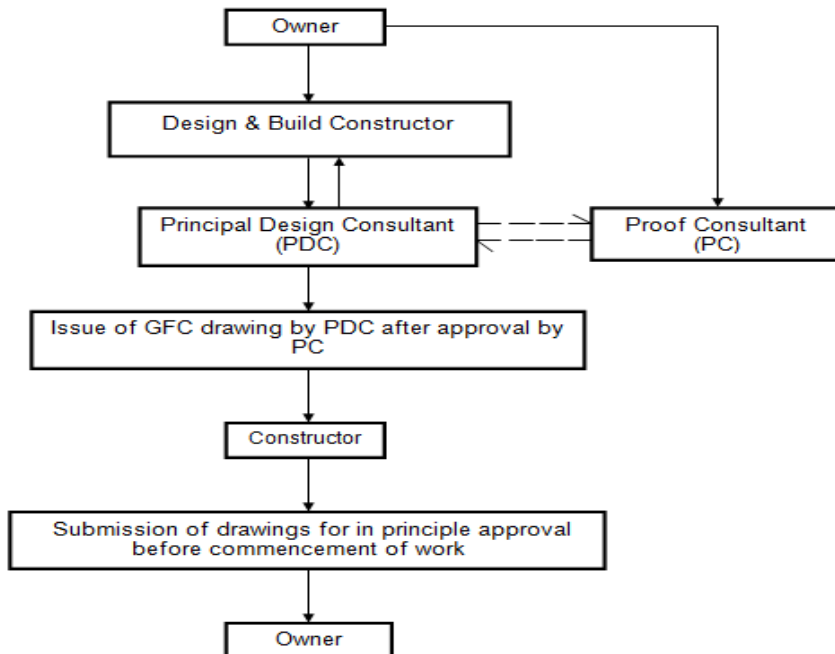 Owner
Design & Build Constructor
Principal Design Consultant
(PDC)
Proof Consultant
(PC)
Issue of GFC drawing by PDC after approval by
PC
Constructor
Submission of drawings for in principle approval
before commencement of work
Owner